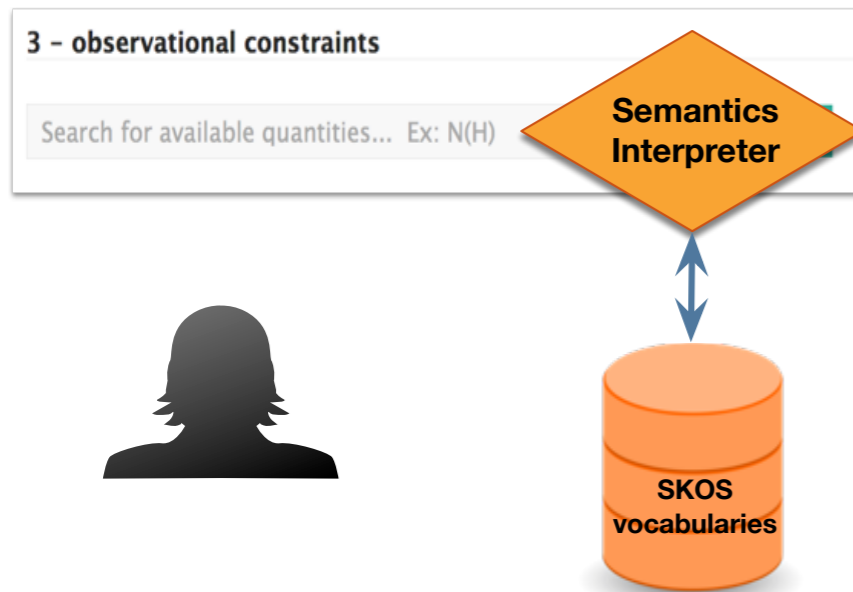 3 – observational constraints
Search for available quantities... Ex: N(H)
Semantics
Interpreter
SKOS
vocabularies